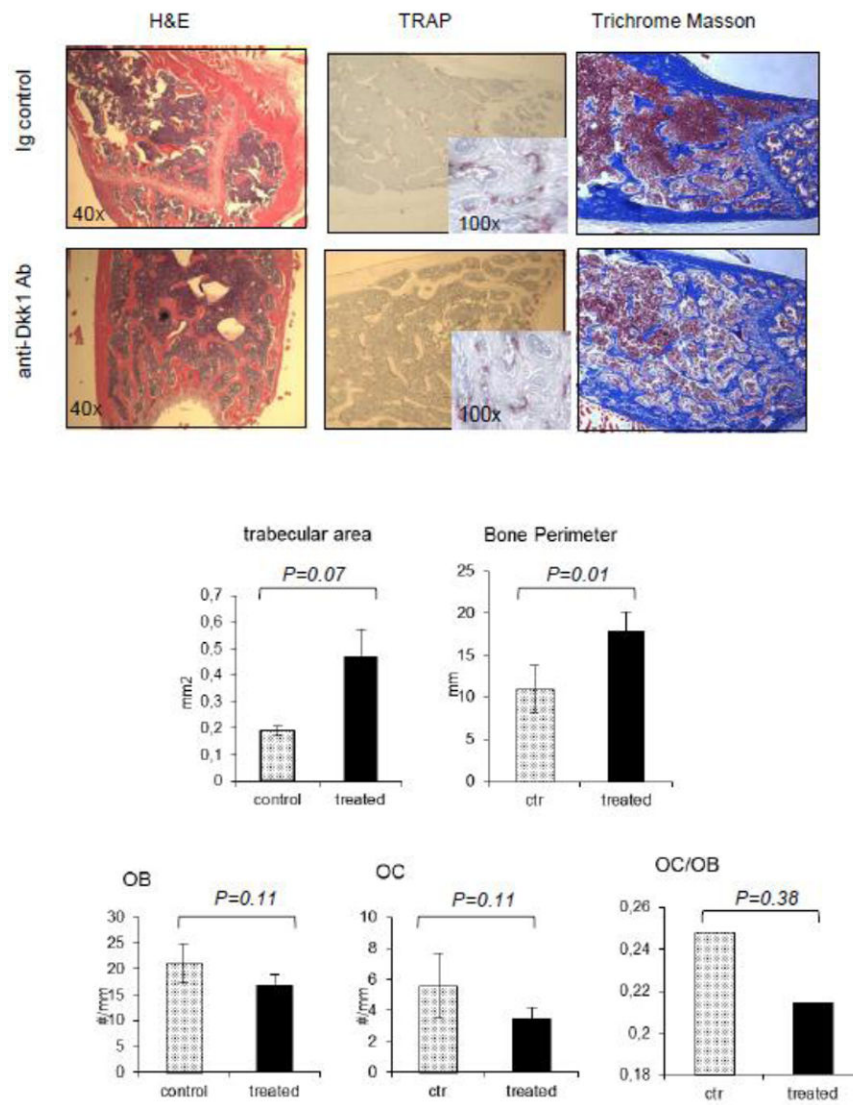 H&E TRAP Trichrome Masson
Ig control
40x
100x
anti-Dkk1 Ab
40x
100x
trabecular area
P=0.07
0,7
0,6
0,5
0,4
0,3
0,2
0,1
0
mm2
control treated
Bone Perimeter
P=0.01
25
20
15
10
5
0
mm
ctr treated
OB
P=0.11
30
25
20
15
10
5
0
#/mm
control treated
OC
P=0.11
10
8
6
4
2
0
#/mm
ctr treated
OC/OB
P=0.38
0,26
0,24
0,22
0,2
0,18
ctr treated